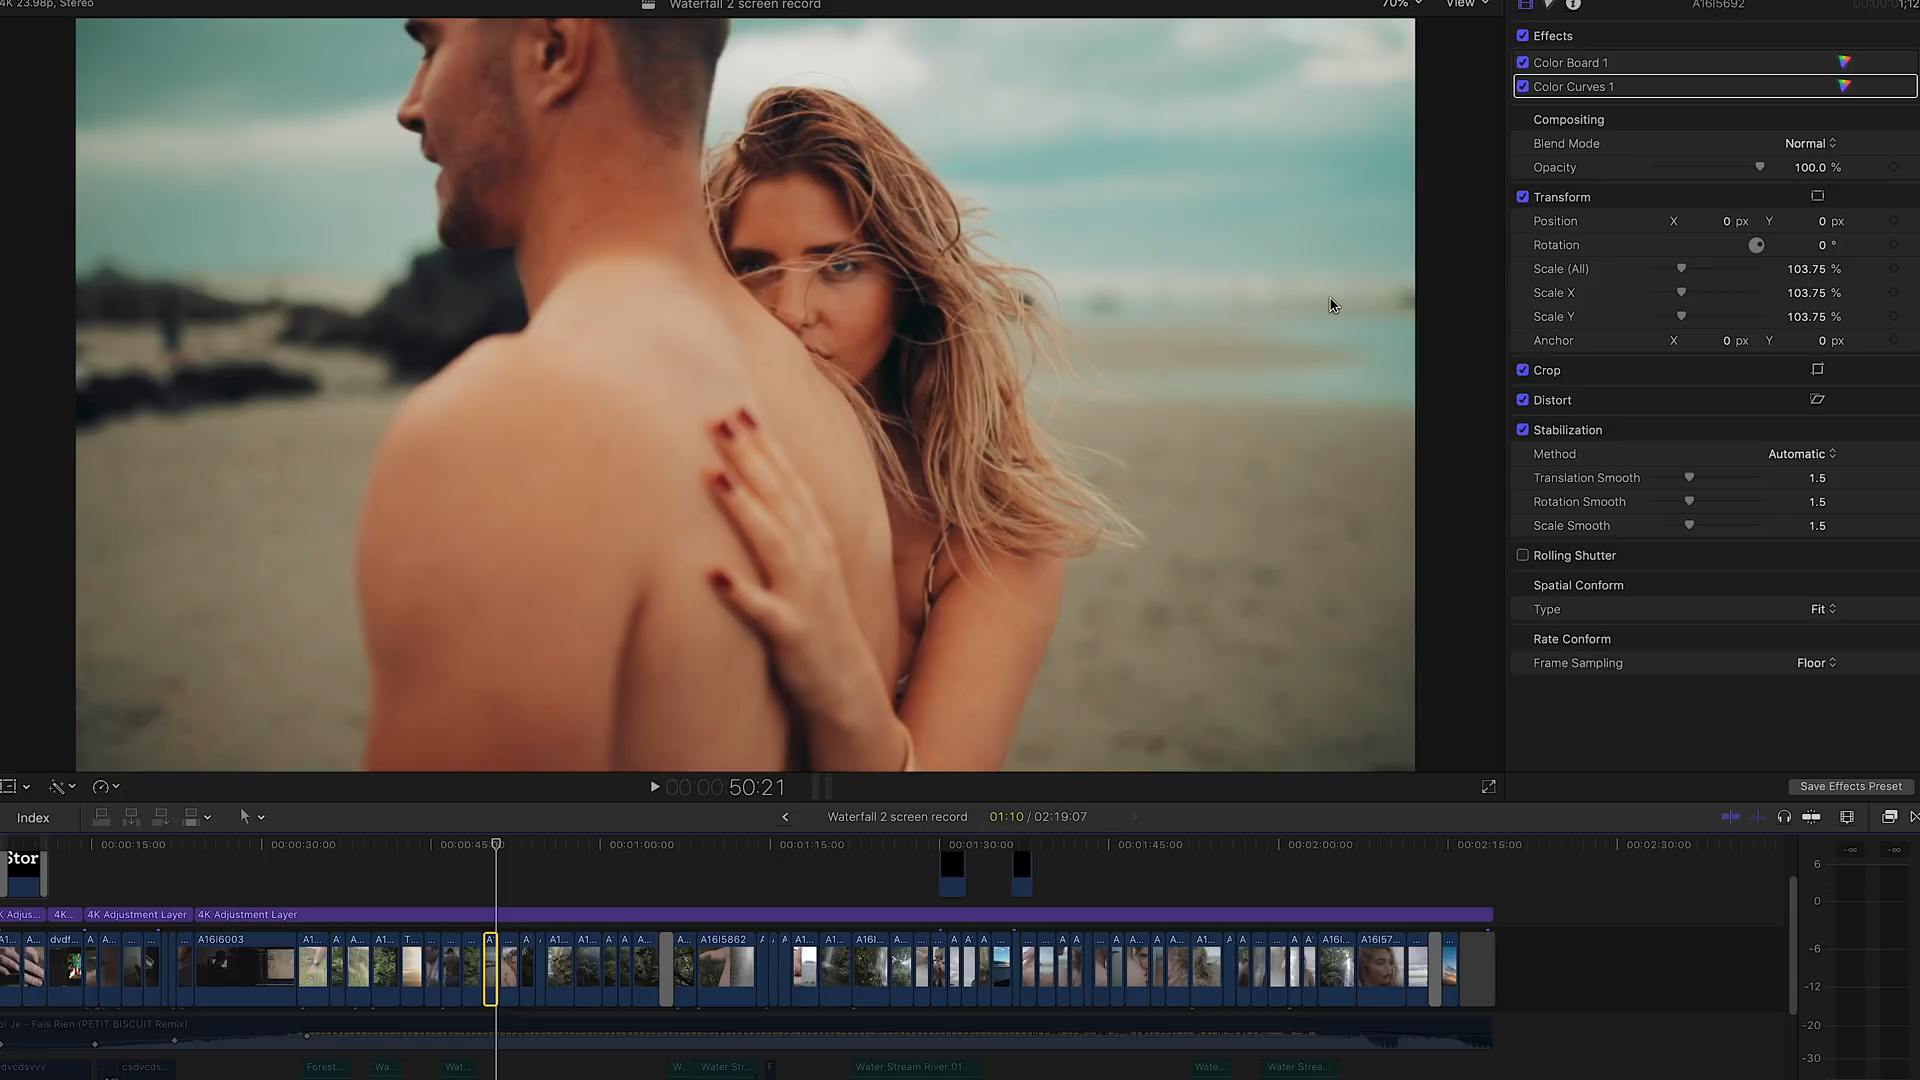 4K 23.98p, Stereo
Waterfall 2 screen record
70%
View
A16I5692
Effects
Color Board 1
Color Curves 1
Compositing
Blend Mode Normal
Opacity 100.0 %
Transform
Position X 0 px Y 0 px
Rotation 0 °
Scale (All) 103.75 %
Scale X 103.75 %
Scale Y 103.75 %
Anchor X 0 px Y 0 px
Crop
Distort
Stabilization
Method Automatic
Translation Smooth 1.5
Rotation Smooth 1.5
Scale Smooth 1.5
Rolling Shutter
Spatial Conform
Type Fit
Rate Conform
Frame Sampling Floor
00:00:50:21
Save Effects Preset
Index
Waterfall 2 screen record 01:10 / 02:19:07
00:00:15:00 00:00:30:00 00:00:45:00 00:01:00:00 00:01:15:00 00:01:30:00 00:01:45:00 00:02:00:00 00:02:15:00 00:02:30:00
Stor
K Adjus... 4K... 4K Adjustment Layer 4K Adjustment Layer
A1... A... dvdf... A A... ... ... ... A16I6003 A1... A' A... A1... T... ... ... ... A' ... A' A1... A1... A A... A... A16I5862 A1... A1... A16I... A... ... A A A ... ... A A ... A... A... A1... A ... ... A A' A16I... A16I57... ...
oi Je - Fais Rien (PETIT BISCUIT Remix)
dvcdsvvv csdvcds... Forest... Wa... Wat... W... Water Str... F Water Stream River 01 Wate... Water Strea...
6
0
-6
-12
-20
-30